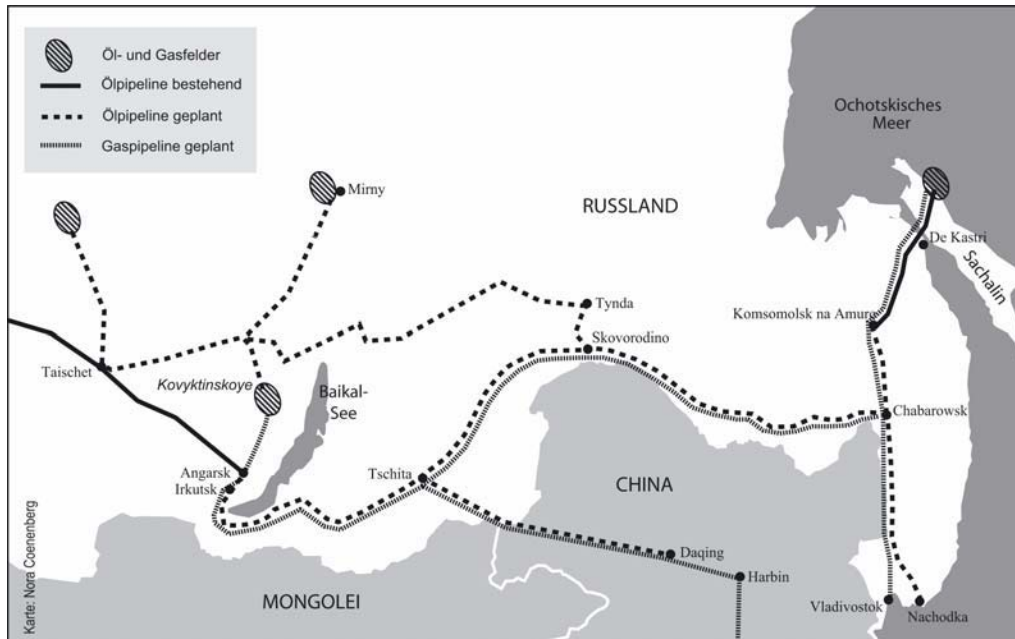 Öl- und Gasfelder
Ölpipeline bestehend
Ölpipeline geplant
Gaspipeline geplant
Ochotskisches
Meer
RUSSLAND
Mirny
De Kastri
Sachalin
Tynda
Komsomolsk na Amure
Skovorodino
Taischet
Kovyktinskoye
Baikal-
See
Chabarowsk
Angarsk
Irkutsk
Tschita
CHINA
Daqing
Harbin
MONGOLEI
Vladivostok
Nachodka
Karte: Nora Coenenberg